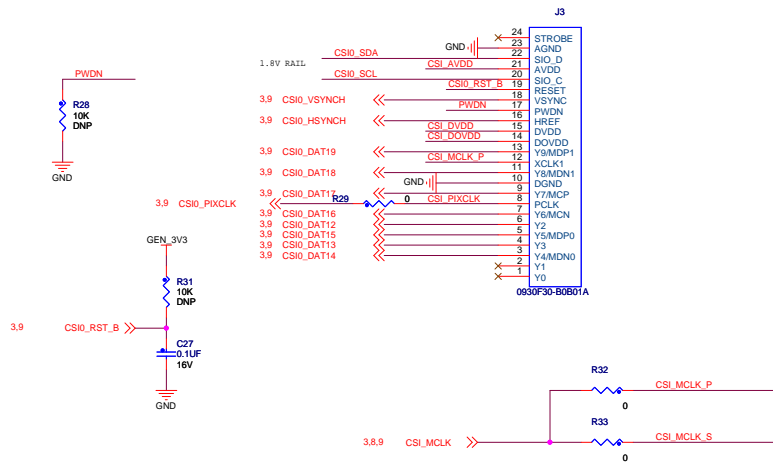 J3
24 STROBE
GND 23 AGND
CSI0_SDA 22 SIO_D
1.8V RAIL CSI_AVDD 21 AVDD
CSI0_SCL 20 SIO_C
CSI0_RST_B 19 RESET
3,9 CSI0_VSYNCH 18 VSYNC
PWDN 17 PWDN
3,9 CSI0_HSYNCH 16 HREF
CSI_DVDD 15 DVDD
CSI_DOVDD 14 DOVDD
3,9 CSI0_DAT19 13 Y9/MDP1
CSI_MCLK_P 12 XCLK1
3,9 CSI0_DAT18 11 Y8/MDN1
GND 10 DGND
3,9 CSI0_DAT17 9 Y7/MCP
3,9 CSI0_PIXCLK R29 0 CSI_PIXCLK 8 PCLK
3,9 CSI0_DAT16 7 Y6/MCN
3,9 CSI0_DAT12 6 Y2
3,9 CSI0_DAT15 5 Y5/MDP0
3,9 CSI0_DAT13 4 Y3
3,9 CSI0_DAT14 3 Y4/MDN0
2 Y1
1 Y0
0930F30-B0B01A
PWDN
R28
10K
DNP
GND
GEN_3V3
R31
10K
DNP
3,9 CSI0_RST_B
C27
0.1UF
16V
GND
R32
CSI_MCLK_P
0
R33
3,8,9 CSI_MCLK CSI_MCLK_S
0